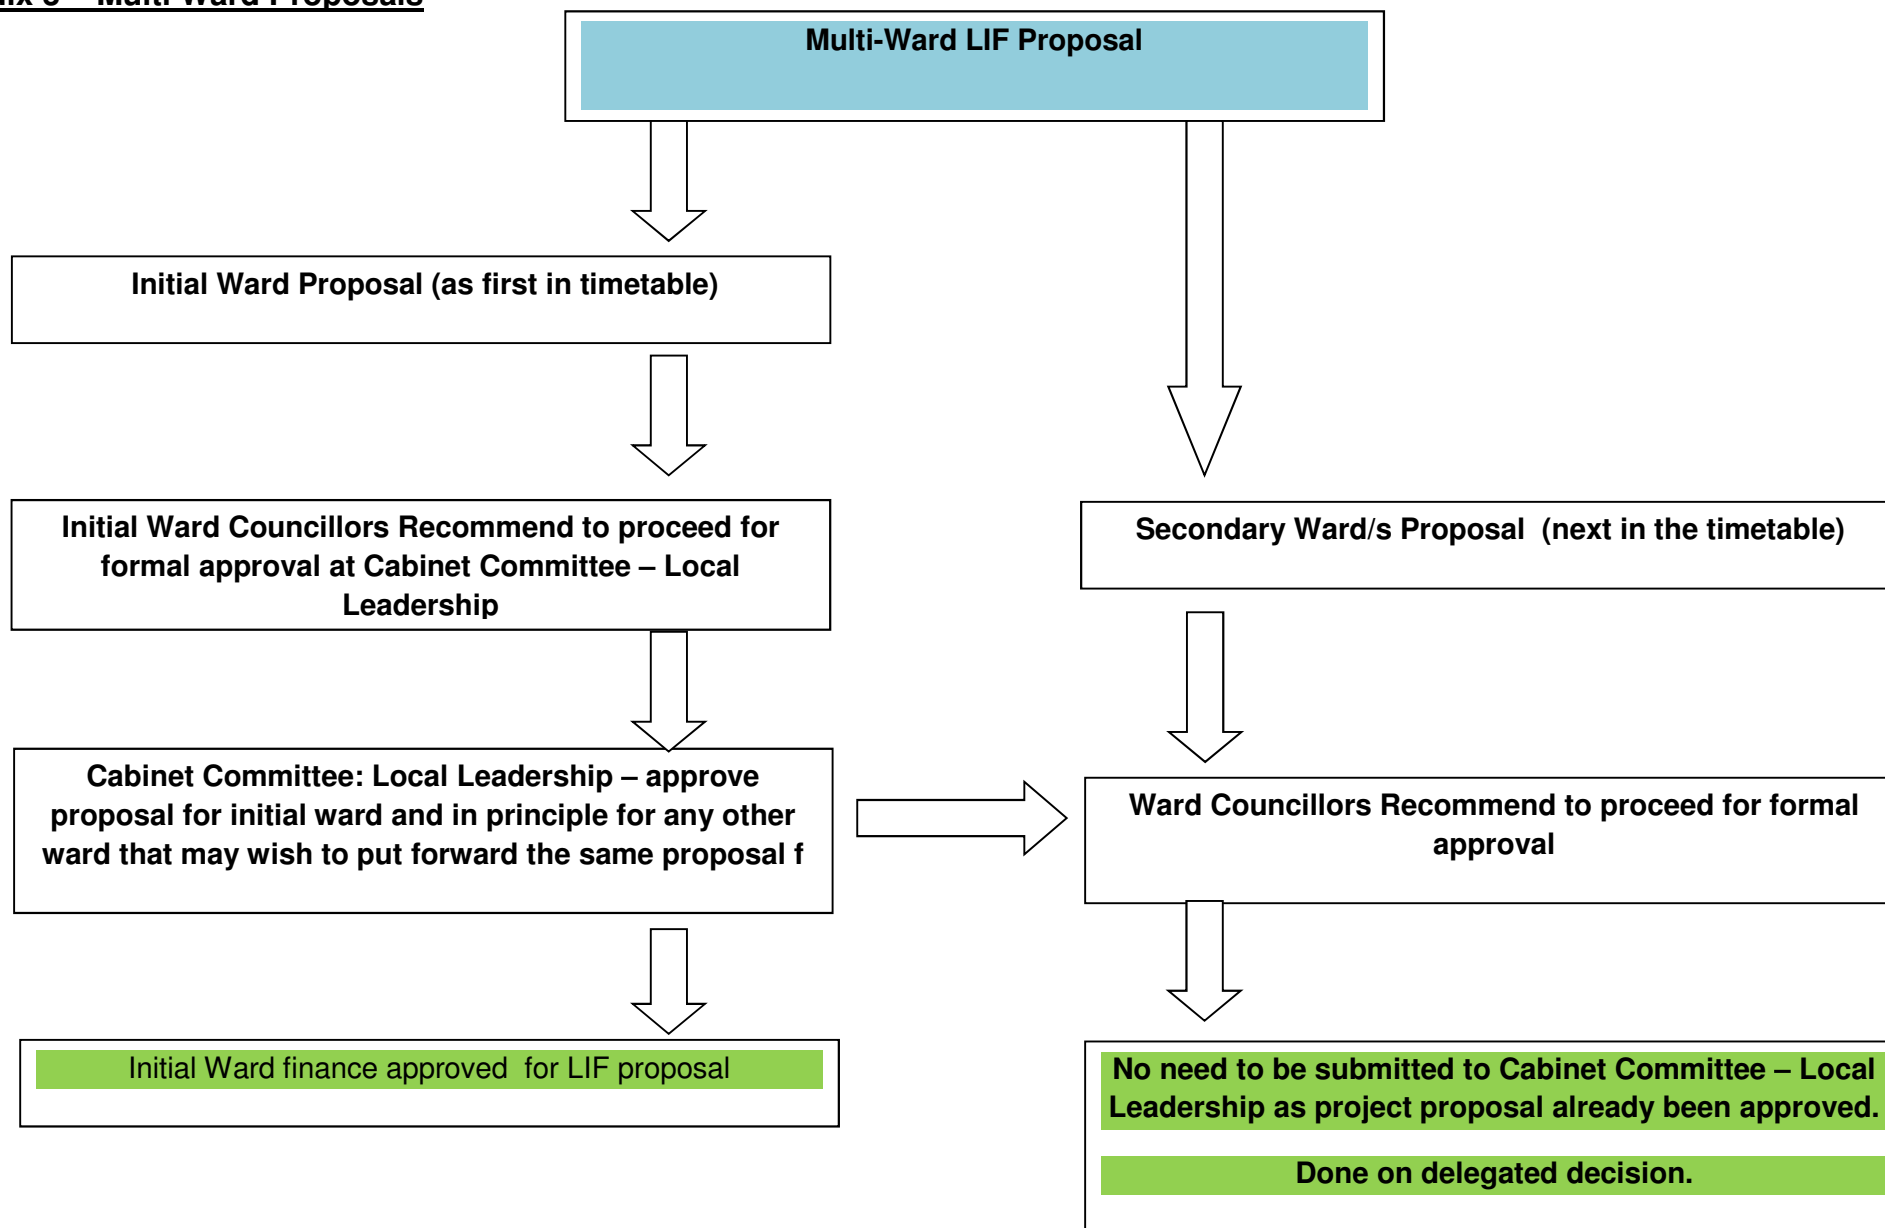 Multi Ward Proposals
Multi-Ward LIF Proposal
Initial Ward Proposal (as first in timetable)
Initial Ward Councillors Recommend to proceed for
formal approval at Cabinet Committee – Local
Leadership
Secondary Ward/s Proposal (next in the timetable)
Cabinet Committee: Local Leadership – approve
proposal for initial ward and in principle for any other
ward that may wish to put forward the same proposal f
Ward Councillors Recommend to proceed for formal
approval
Initial Ward finance approved for LIF proposal
No need to be submitted to Cabinet Committee – Local
Leadership as project proposal already been approved.
Done on delegated decision.